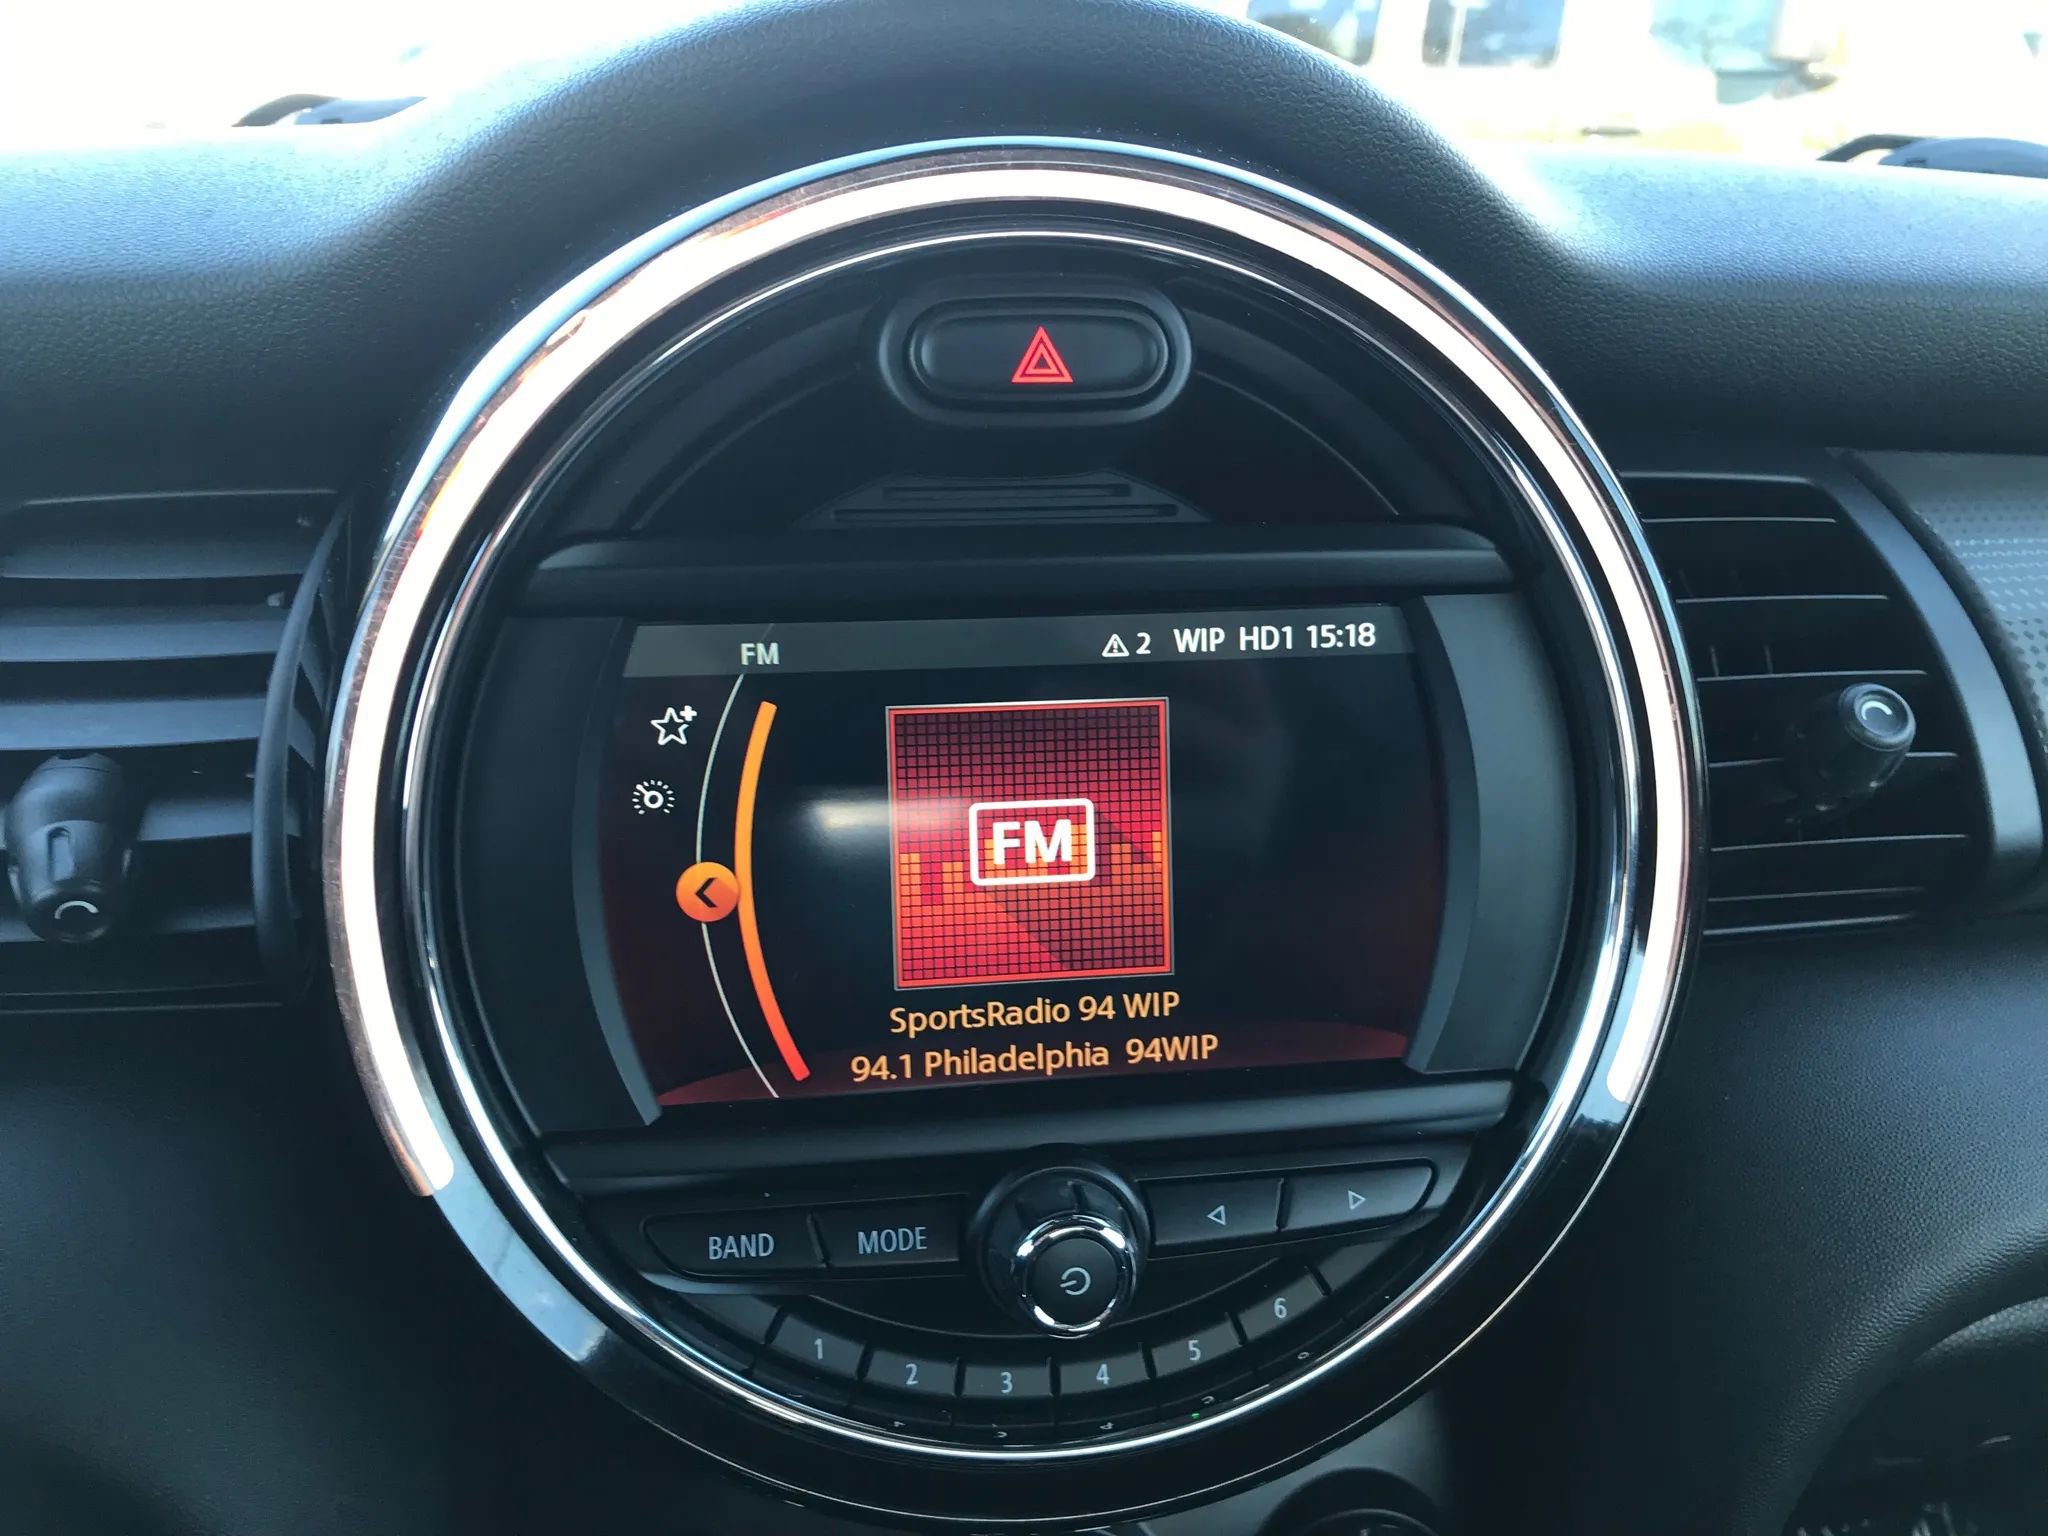 FM
2 WIP HD1 15:18
FM
SportsRadio 94 WIP
94.1 Philadelphia 94WIP
BAND MODE
1 2 3 4 5 6